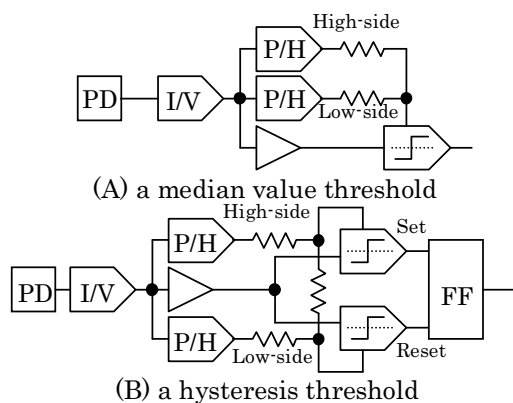 High-side
P/H
PD
I/V
P/H
Low-side
(A) a median value threshold
High-side
P/H
Set
PD
I/V
FF
P/H
Low-side
Reset
(B) a hysteresis threshold